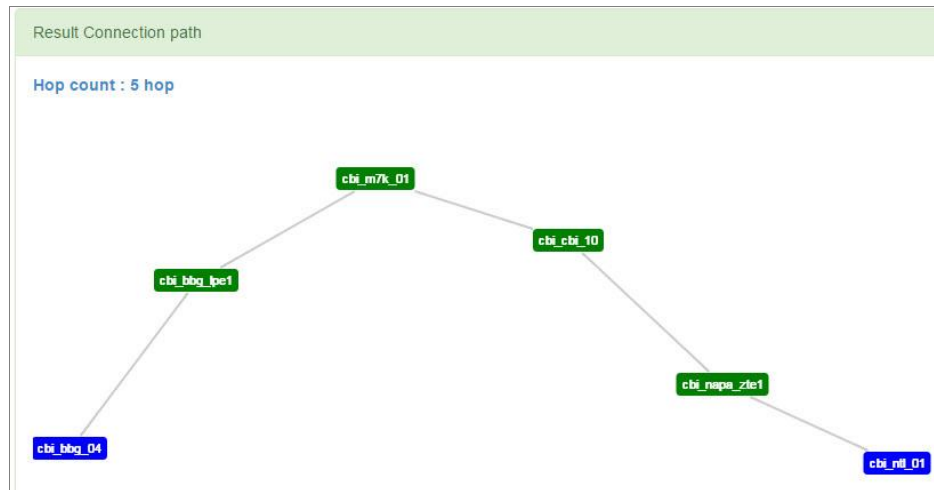 Result Connection path
Hop count : 5 hop
cbi_m7k_01
cbi_cbi_10
cbi_bbg_lpe1
cbi_napa_zte1
cbi_bbg_04
cbi_ntl_01